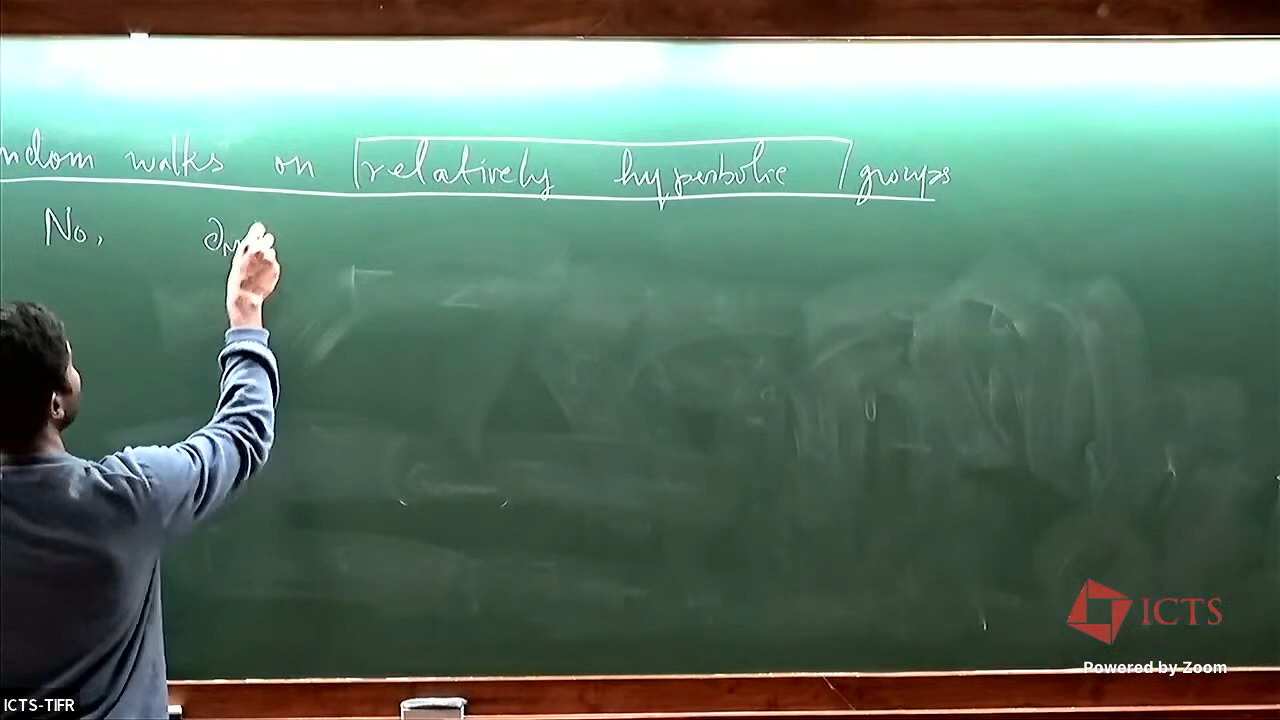 ndom walks on relatively hyperbolic groups
No, ∂
ICTS
Powered by Zoom
ICTS-TIFR